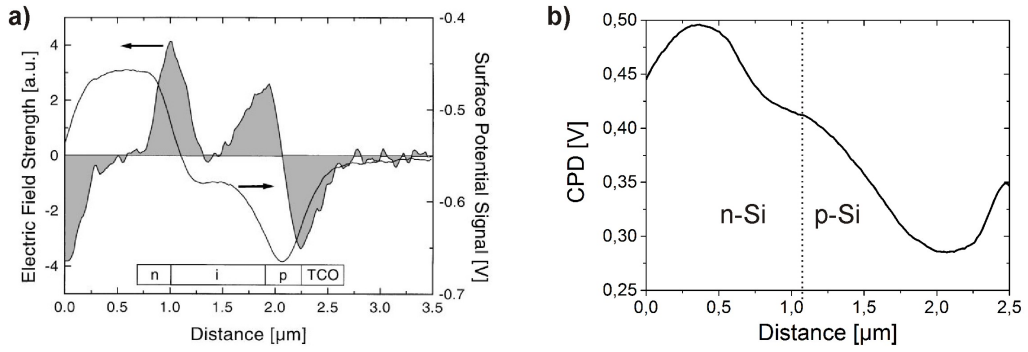 a)
Electric Field Strength [a.u.]
4
2
0
-2
-4
-0.4
-0.5
-0.6
-0.7
Surface Potential Signal [V]
n i p TCO
0.0 0.5 1.0 1.5 2.0 2.5 3.0 3.5
Distance [µm]
b)
CPD [V]
0,50
0,45
0,40
0,35
0,30
0,25
n-Si p-Si
0,0 0,5 1,0 1,5 2,0 2,5
Distance [µm]